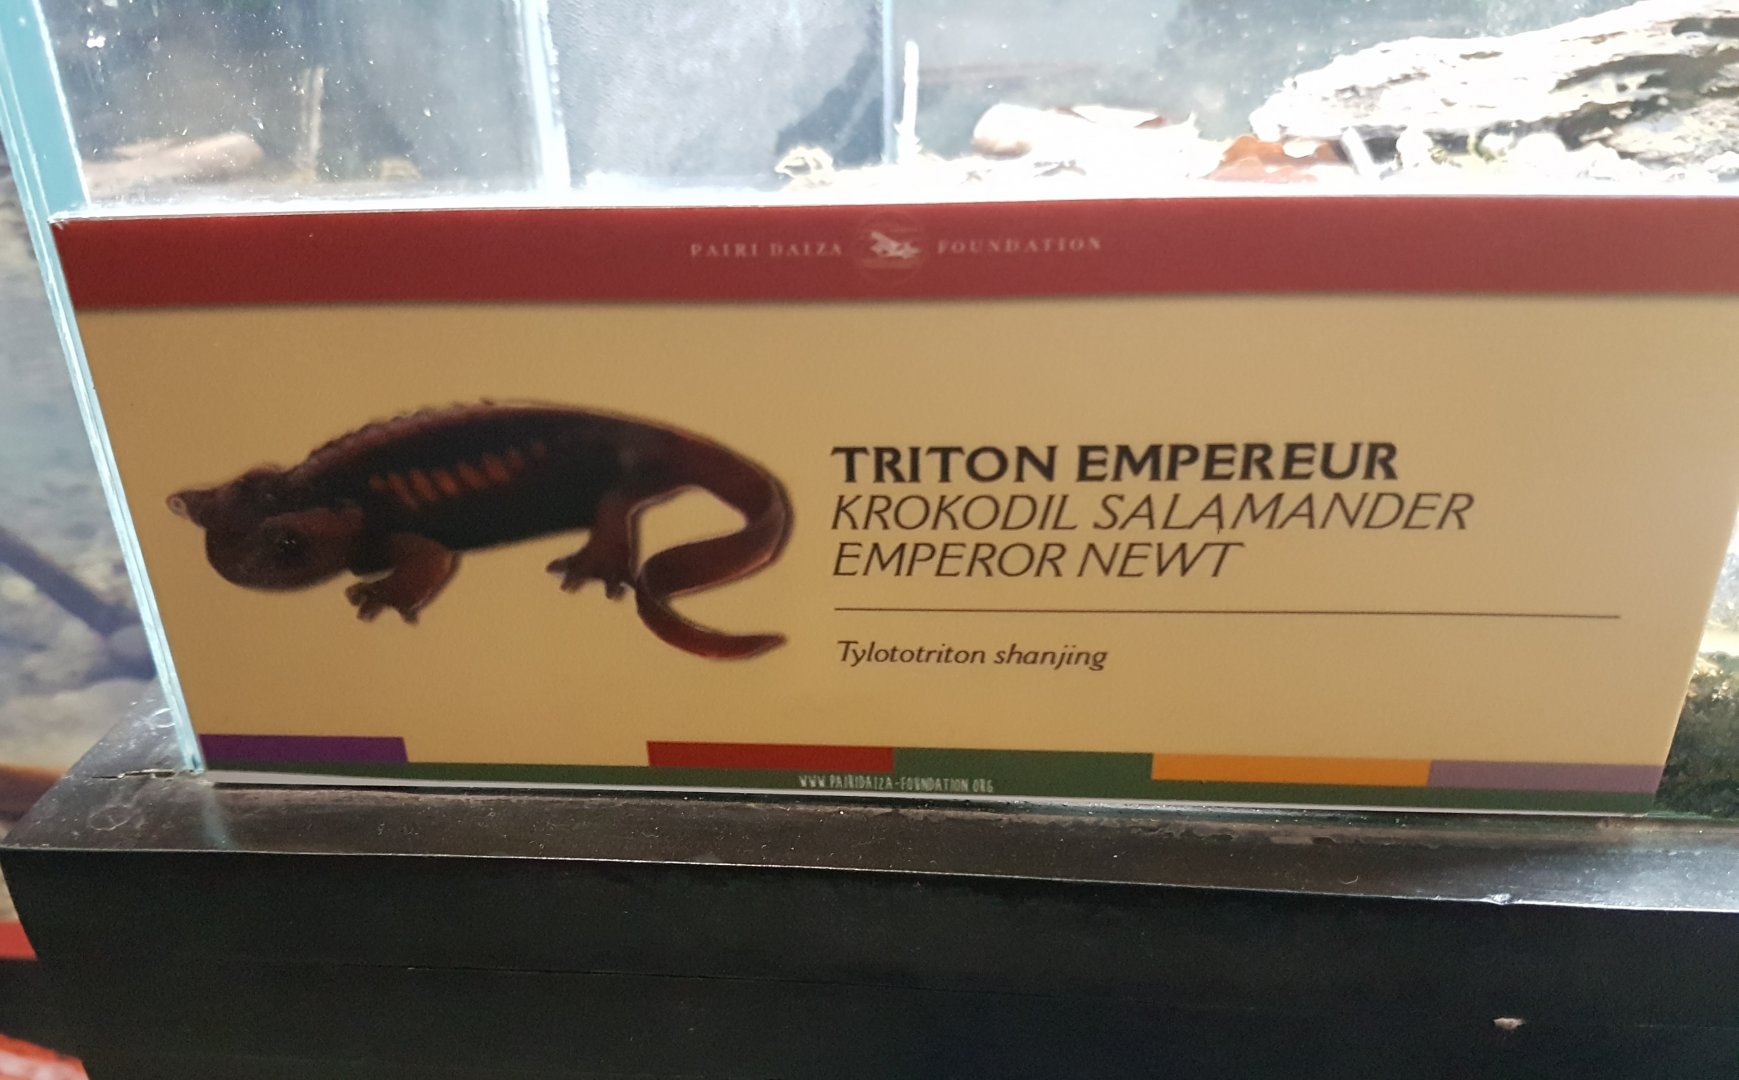 PAIRI DAIZA FOUNDATION
TRITON EMPEREUR
KROKODIL SALAMANDER
EMPEROR NEWT
Tylototriton shanjing
WWW.PAIRIDAIZA-FOUNDATION.ORG